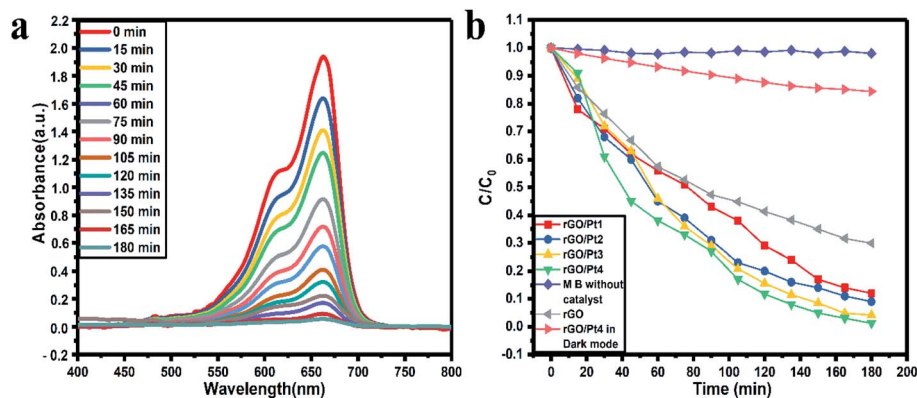 a
Absorbance(a.u.)
2.2
2.0
1.8
1.6
1.4
1.2
1.0
0.8
0.6
0.4
0.2
0.0
- 0.2
0 min
15 min
30 min
45 min
60 min
75 min
90 min
105 min
120 min
135 min
150 min
165 min
180 min
400 450 500 550 600 650 700 750 800
Wavelength(nm)
b
C/C0
1.1
1.0
0.9
0.8
0.7
0.6
0.5
0.4
0.3
0.2
0.1
0.0
-0.1
rGO/Pt1
rGO/Pt2
rGO/Pt3
rGO/Pt4
M B without
catalyst
rGO
rGO/Pt4 in
Dark mode
0 20 40 60 80 100 120 140 160 180 200
Time (min)